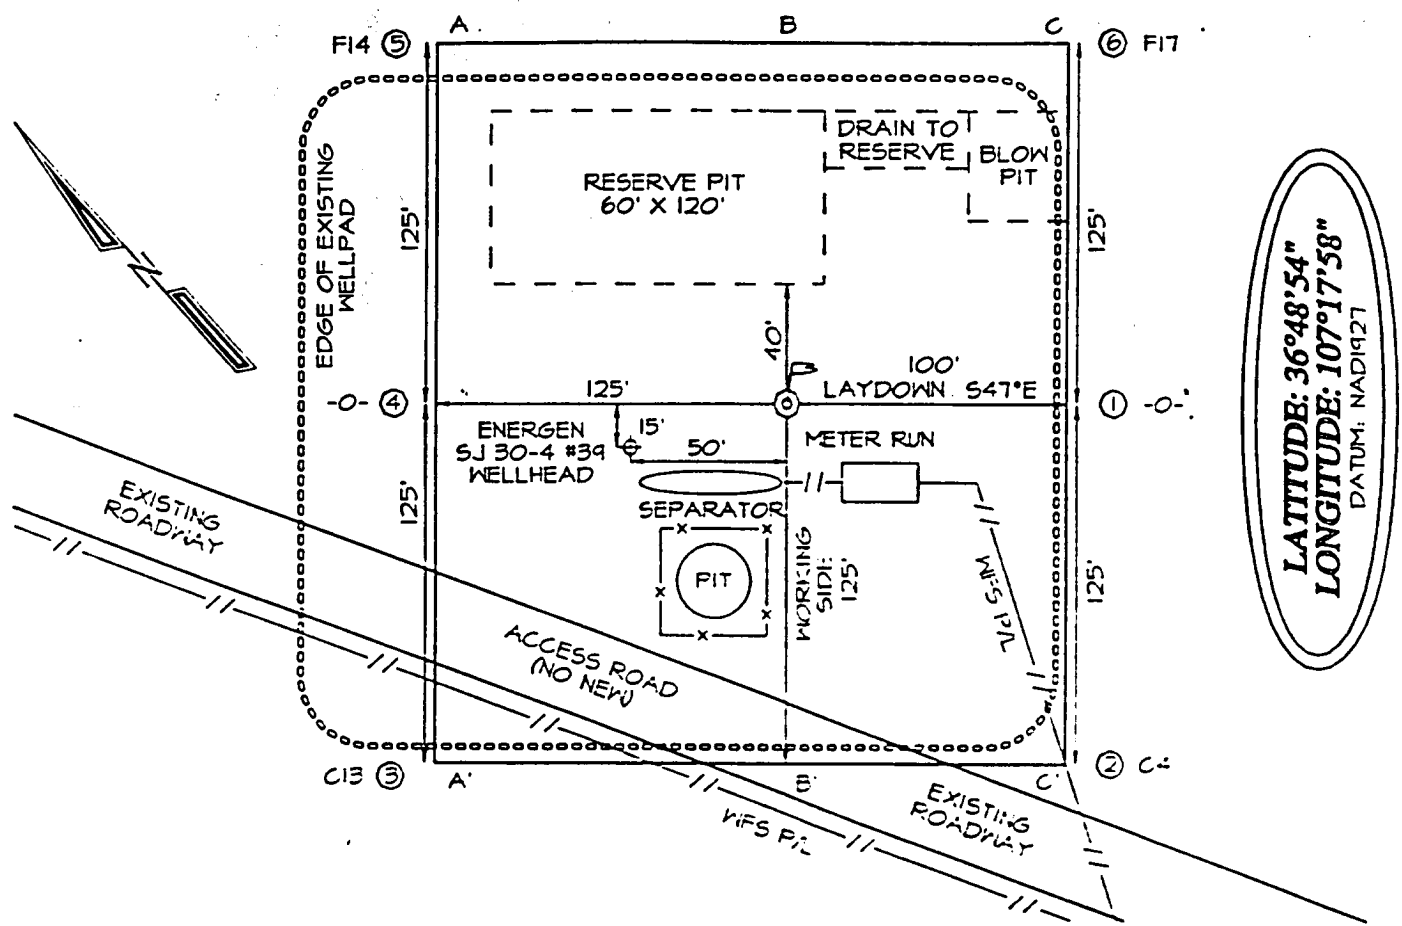 A B C
F14 5
6 F17
DRAIN TO
RESERVE
BLOW
PIT
RESERVE PIT
60' X 120'
EDGE OF EXISTING
WELLPAD
125'
125'
N
40'
100'
LAYDOWN S47°E
125'
-0- 4
1 -0-
ENERGEN
SJ 30-4 #39
WELLHEAD
15'
50'
METER RUN
SEPARATOR
PIT
WORKING
SIDE
125'
125'
125'
WFS P/L
EXISTING
ROADWAY
ACCESS ROAD
(NO NEW)
C13 3
A' B' C'
2
EXISTING
ROADWAY
WFS P/L
LATITUDE: 36°48'54"
LONGITUDE: 107°17'58"
DATUM: NAD1927